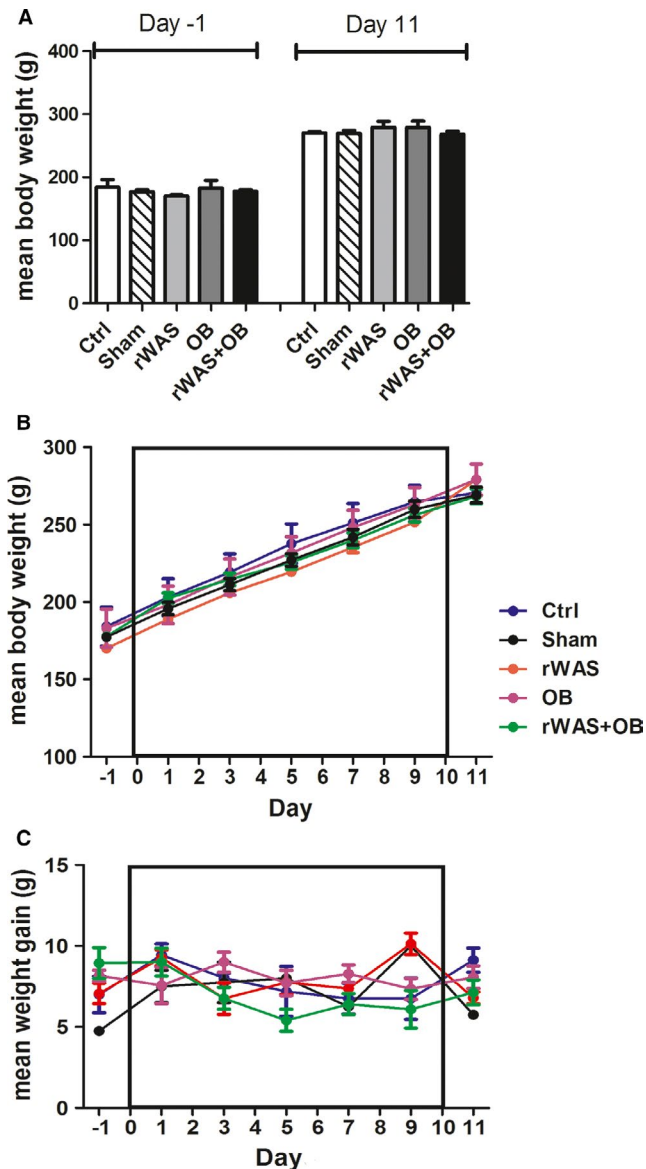 A
Day -1
Day 11
mean body weight (g)
400
300
200
100
0
Ctrl
Sham
rWAS
OB
rWAS+OB
Ctrl
Sham
rWAS
OB
rWAS+OB
B
mean body weight (g)
300
250
200
150
100
-1 0 1 2 3 4 5 6 7 8 9 10 11
Day
Ctrl
Sham
rWAS
OB
rWAS+OB
C
mean weight gain (g)
15
10
5
0
-1 0 1 2 3 4 5 6 7 8 9 10 11
Day